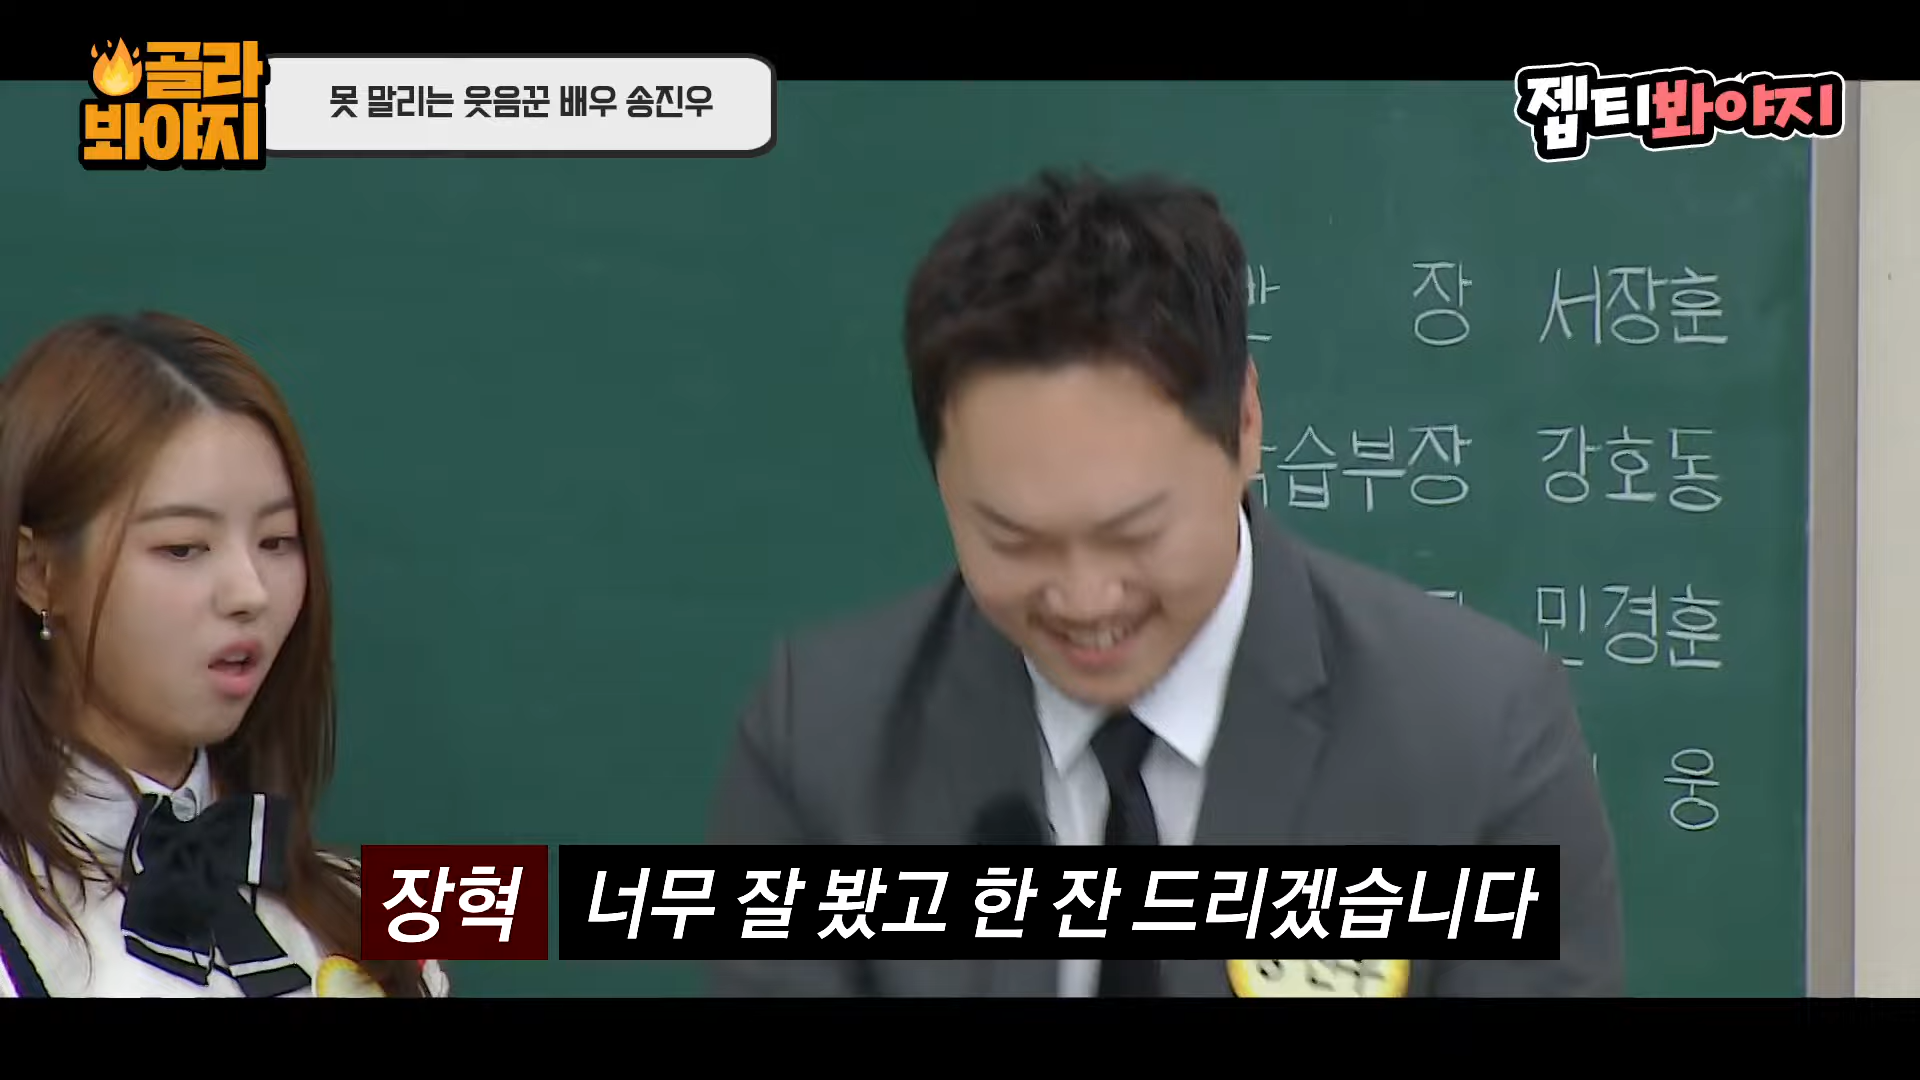 골라
봐야지
못 말리는 웃음꾼 배우 송진우
젭티봐야지
장 서장훈
습부장 강호동
민경훈
웅
장혁 너무 잘 봤고 한 잔 드리겠습니다